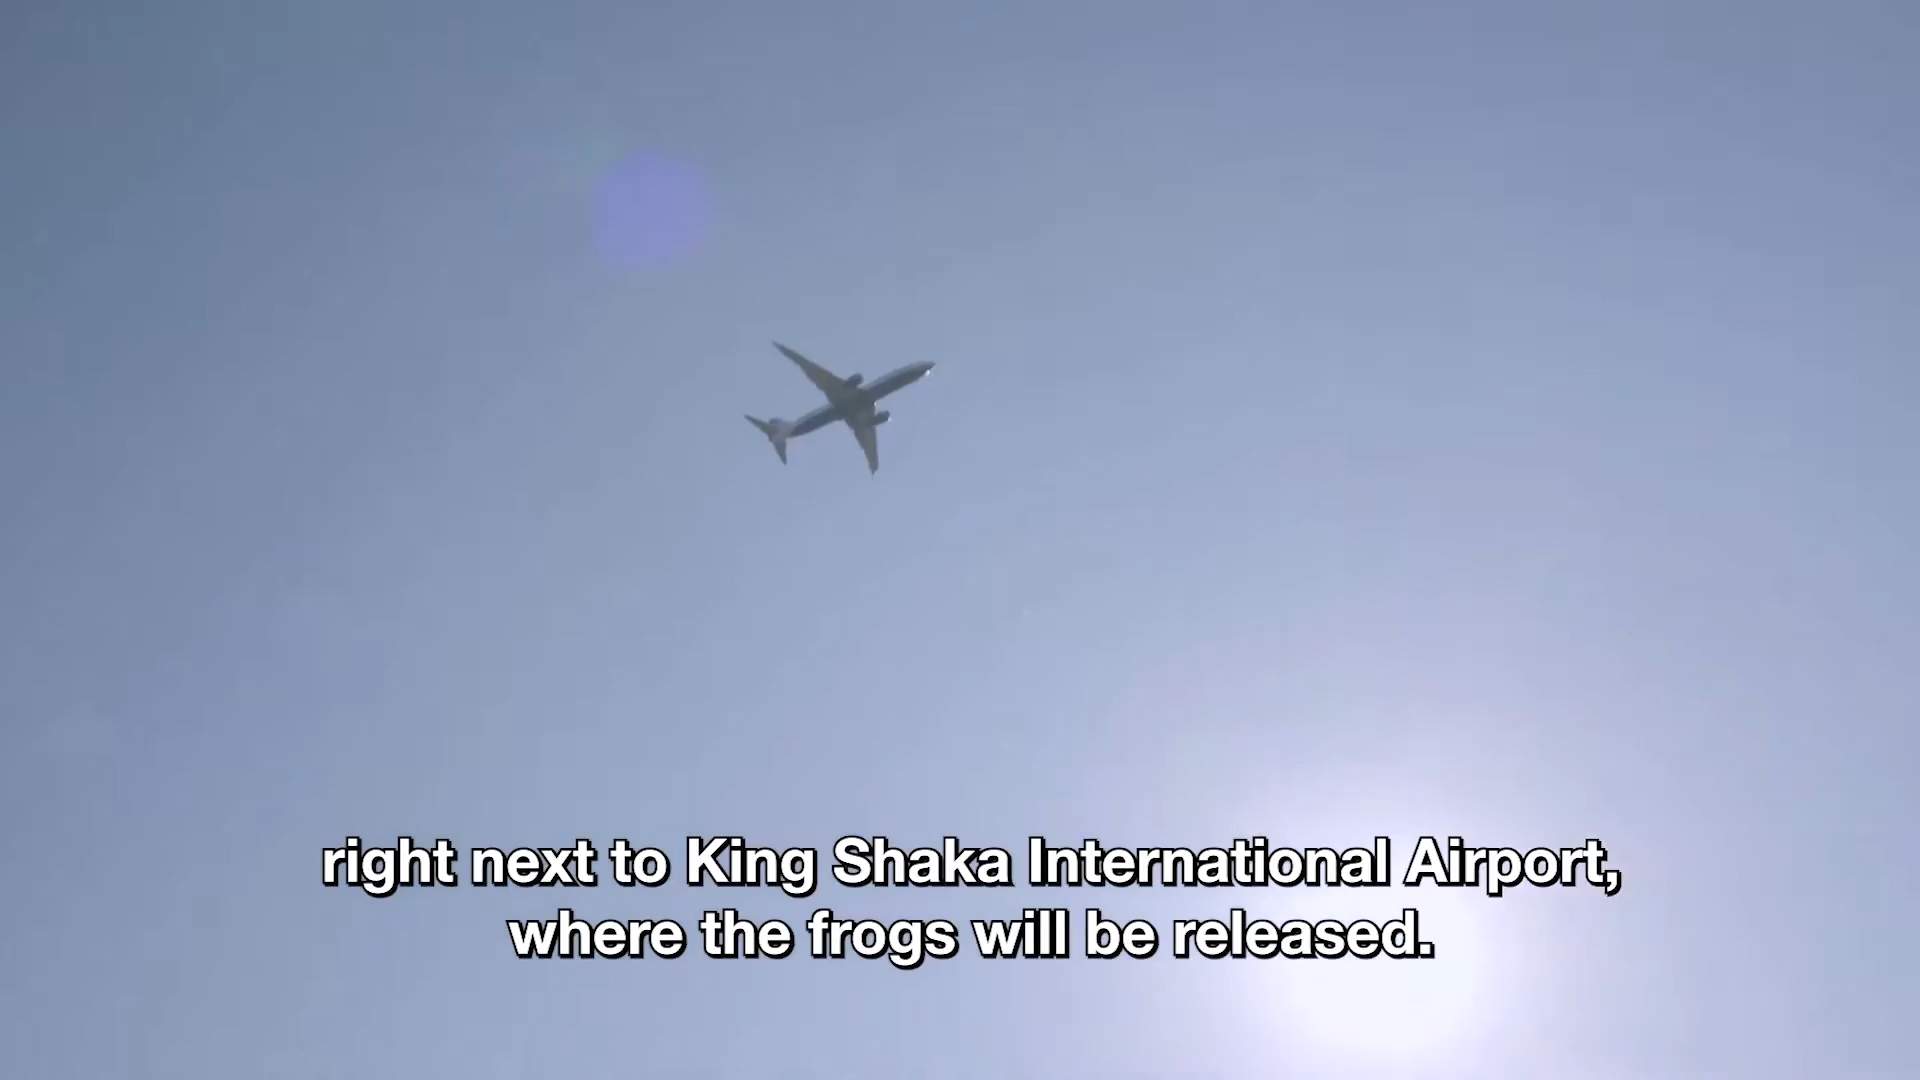 right next to King Shaka International Airport,
where the frogs will be released.